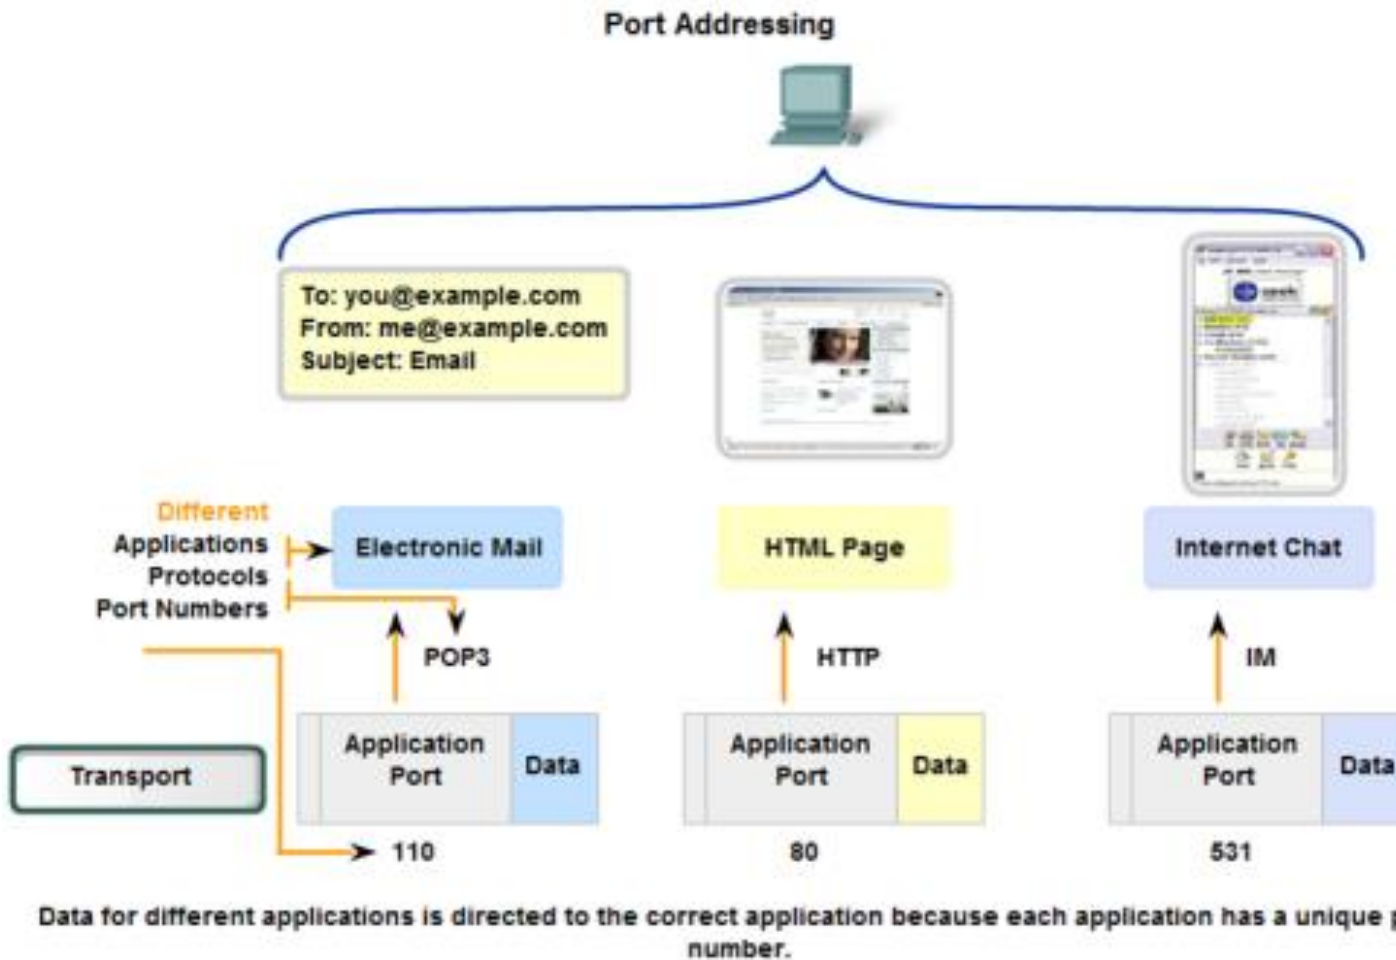 Port Addressing
To: you@example.com
From: me@example.com
Subject: Email
Different
Applications
Protocols
Port Numbers
Electronic Mail
HTML Page
Internet Chat
POP3
HTTP
IM
Transport
Application
Port
Data
Application
Port
Data
Application
Port
Data
110
80
531
Data for different applications is directed to the correct application because each application has a unique
number.